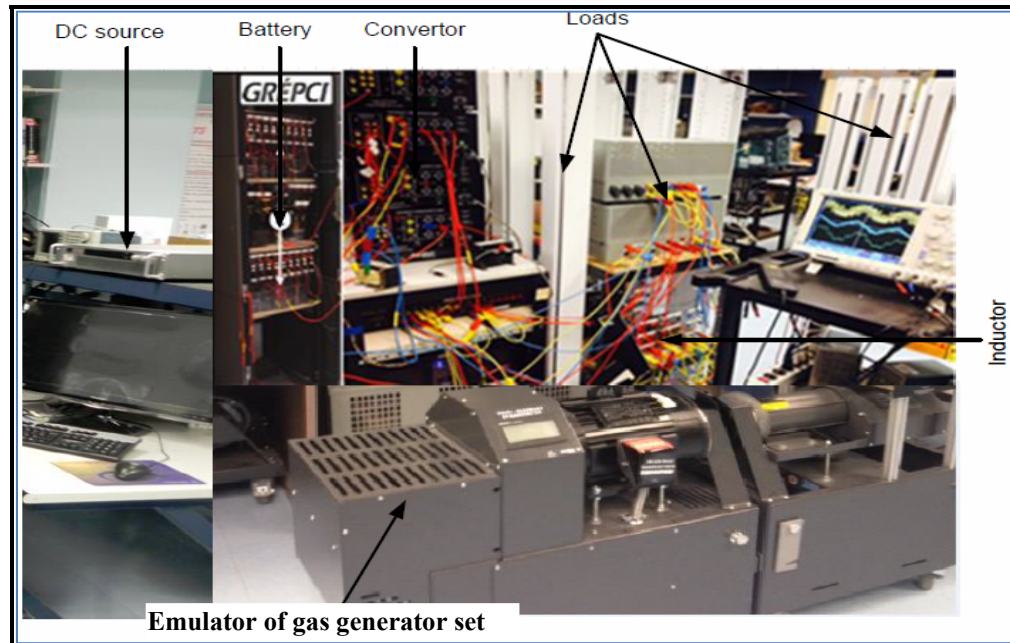 DC source
Battery
Convertor
Loads
GRÉPCI
Inductor
Emulator of gas generator set